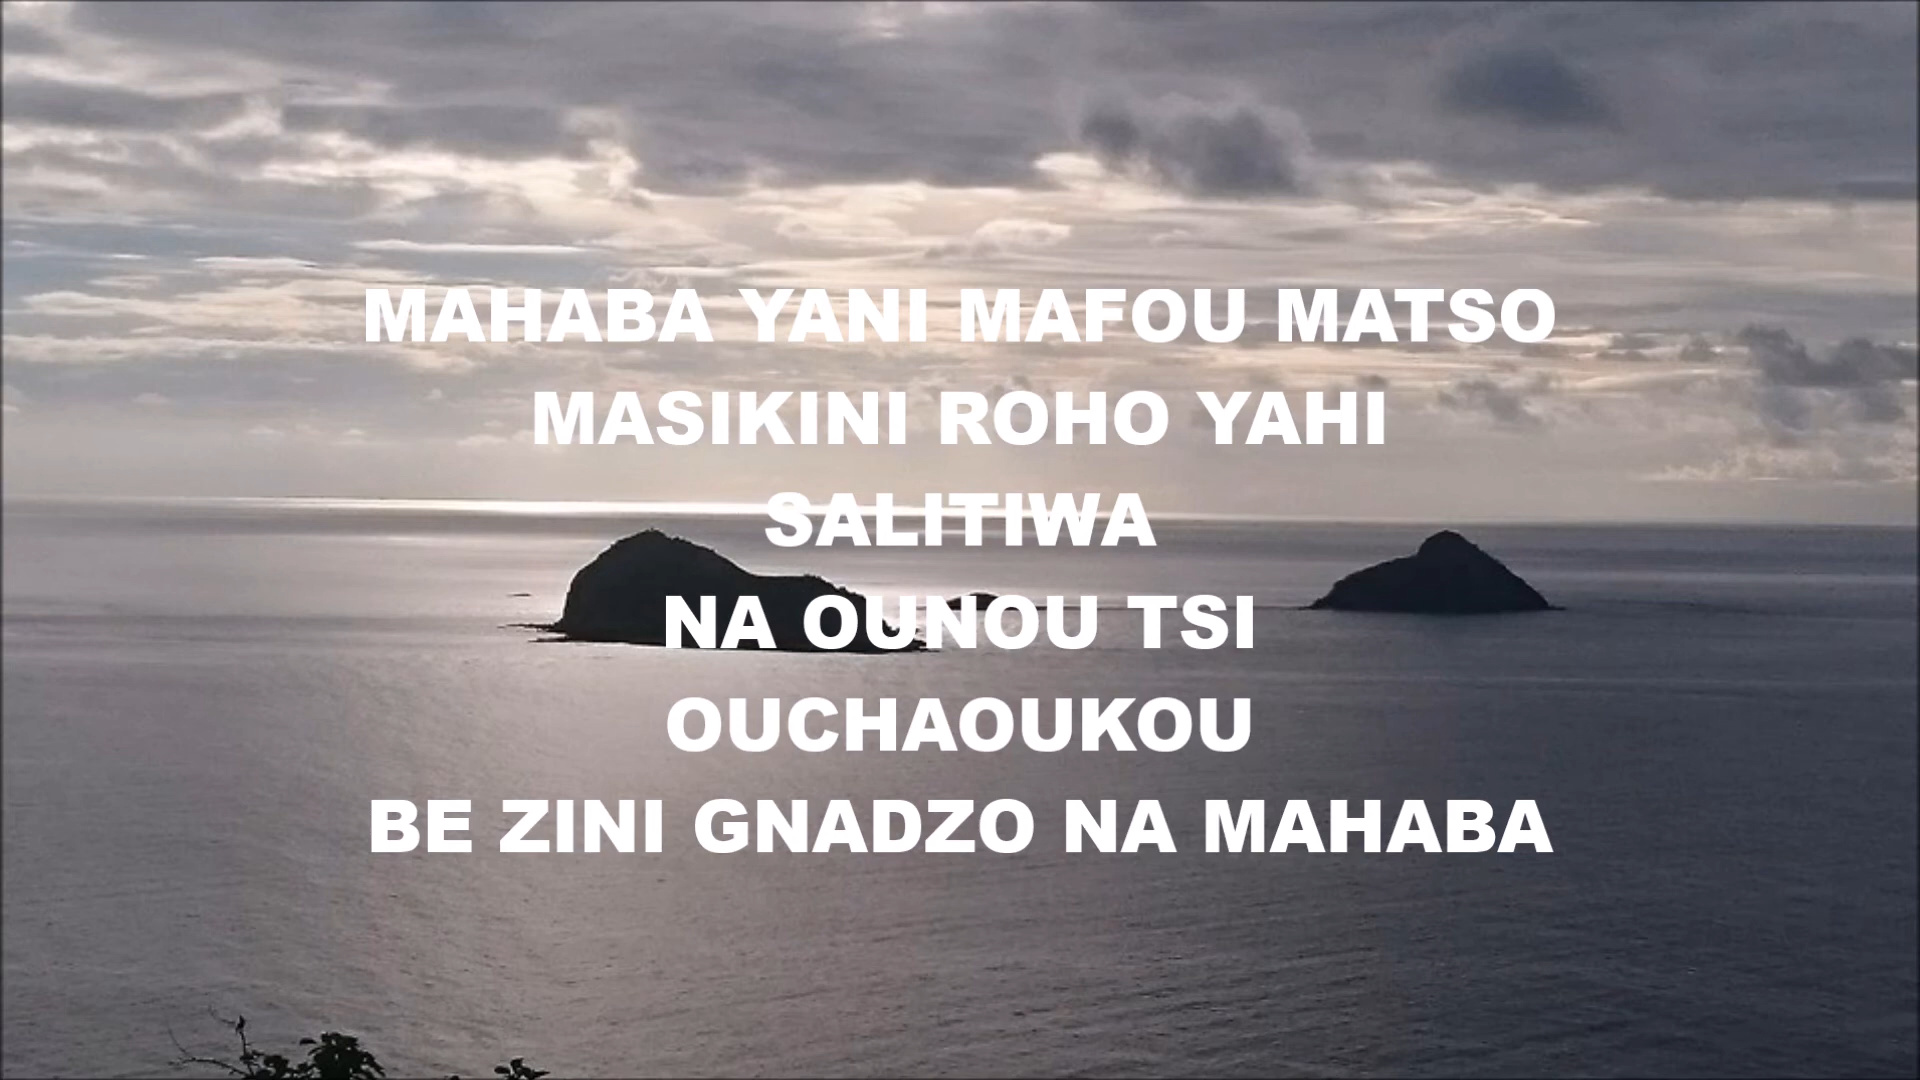 MAHABA YANI MAFOU MATSO
MASIKINI ROHO YAHI
SALITIWA
NA OUNOU TSI
OUCHAOUKOU
BE ZINI GNADZO NA MAHABA